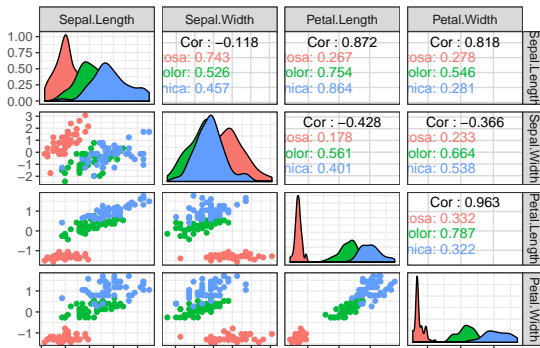 Sepal.Length Sepal.Width Petal.Length Petal.Width
1.00
0.75
0.50
0.25
0.00
Cor : −0.118
osa: 0.743
olor: 0.526
nica: 0.457
Cor : 0.872
osa: 0.267
olor: 0.754
nica: 0.864
Cor : 0.818
osa: 0.278
olor: 0.546
nica: 0.281
Sepal.Length
3
2
1
0
−1
−2
Cor : −0.428
osa: 0.178
olor: 0.561
nica: 0.401
Cor : −0.366
osa: 0.233
olor: 0.664
nica: 0.538
Sepal.Width
1
0
−1
Cor : 0.963
osa: 0.332
olor: 0.787
nica: 0.322
Petal.Length
1
0
−1
Petal.Width